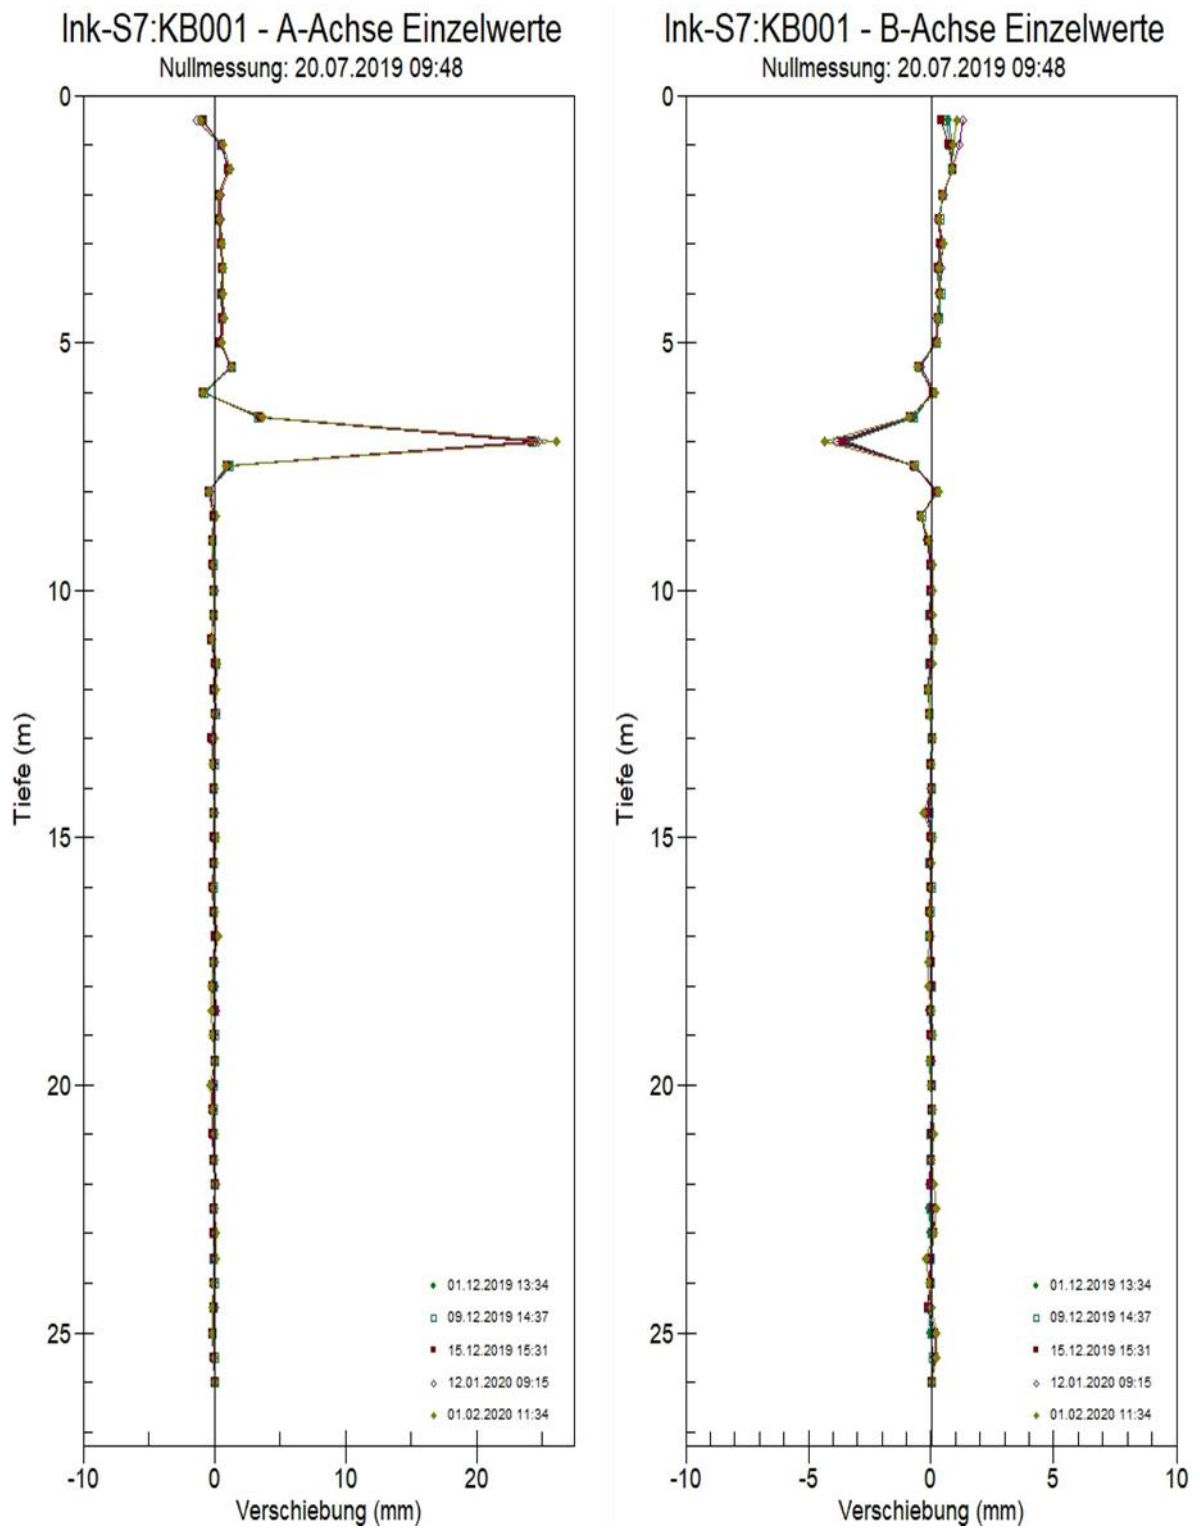 Ink-S7:KB001 - A-Achse Einzelwerte
Nullmessung: 20.07.2019 09:48
0
5
10
15
20
25
Tiefe (m)
01.12.2019 13:34
09.12.2019 14:37
15.12.2019 15:31
12.01.2020 09:15
01.02.2020 11:34
-10 0 10 20
Verschiebung (mm)
Ink-S7:KB001 - B-Achse Einzelwerte
Nullmessung: 20.07.2019 09:48
0
5
10
15
20
25
Tiefe (m)
01.12.2019 13:34
09.12.2019 14:37
15.12.2019 15:31
12.01.2020 09:15
01.02.2020 11:34
-10 -5 0 5 10
Verschiebung (mm)